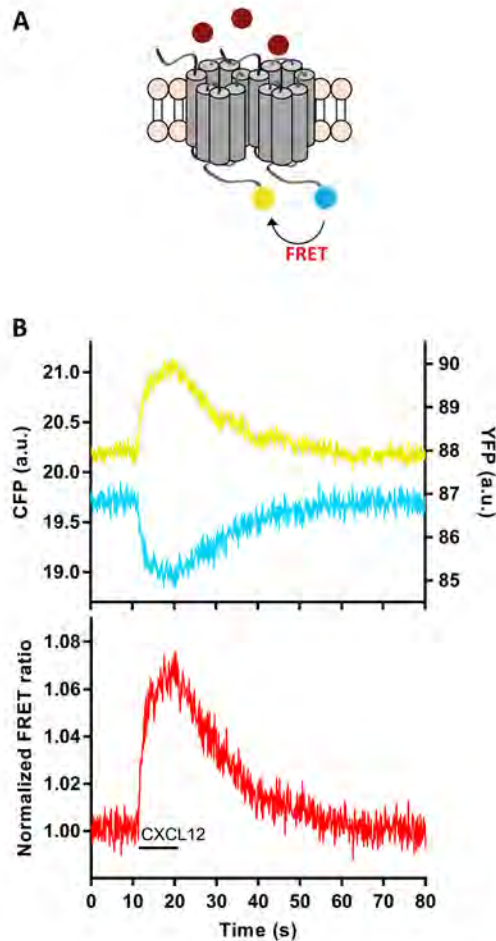 A
FRET
B
21.0
20.5
20.0
19.5
19.0
CFP (a.u.)
90
89
88
87
86
85
YFP (a.u.)
1.08
1.06
1.04
1.02
1.00
Normalized FRET ratio
CXCL12
0 10 20 30 40 50 60 70 80
Time (s)